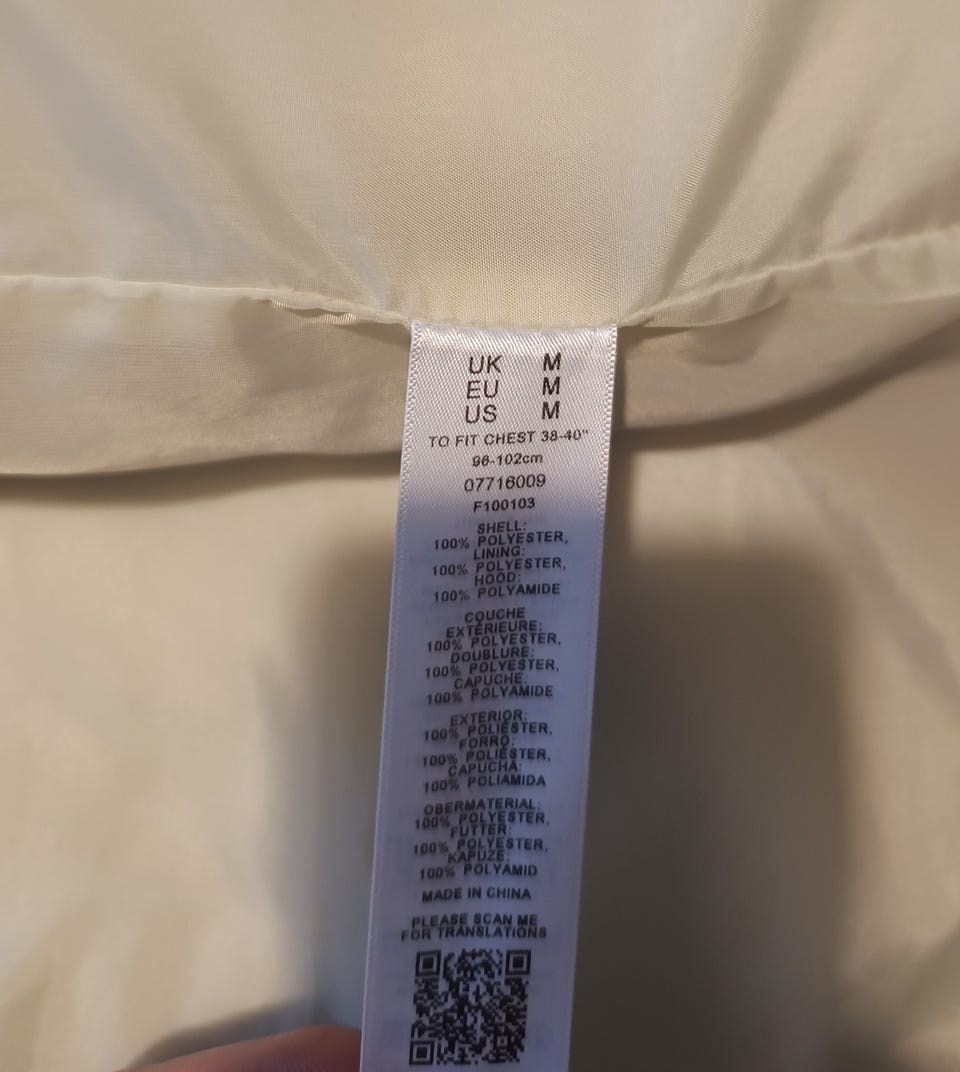 UK M
EU M
US M
TO FIT CHEST 38-40"
96-102cm
07716009
F100103
SHELL:
100% POLYESTER,
LINING:
100% POLYESTER,
HOOD:
100% POLYAMIDE
COUCHE
EXTÉRIEURE:
100% POLYESTER,
DOUBLURE:
100% POLYESTER,
CAPUCHE:
100% POLYAMIDE
EXTERIOR:
100% POLIÉSTER,
FORRO:
100% POLIÉSTER,
CAPUCHA:
100% POLIAMIDA
OBERMATERIAL:
100% POLYESTER,
FUTTER:
100% POLYESTER,
KAPUZE:
100% POLYAMID
MADE IN CHINA
PLEASE SCAN ME
FOR TRANSLATIONS